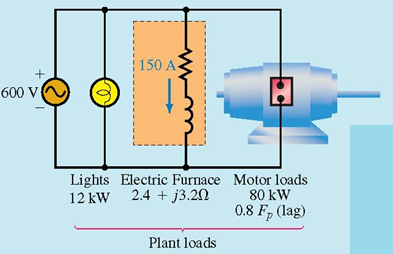 150 A
+
600 V
−
Lights Electric Furnace Motor loads
12 kW 2.4 + j3.2Ω 80 kW
0.8 Fp (lag)
Plant loads